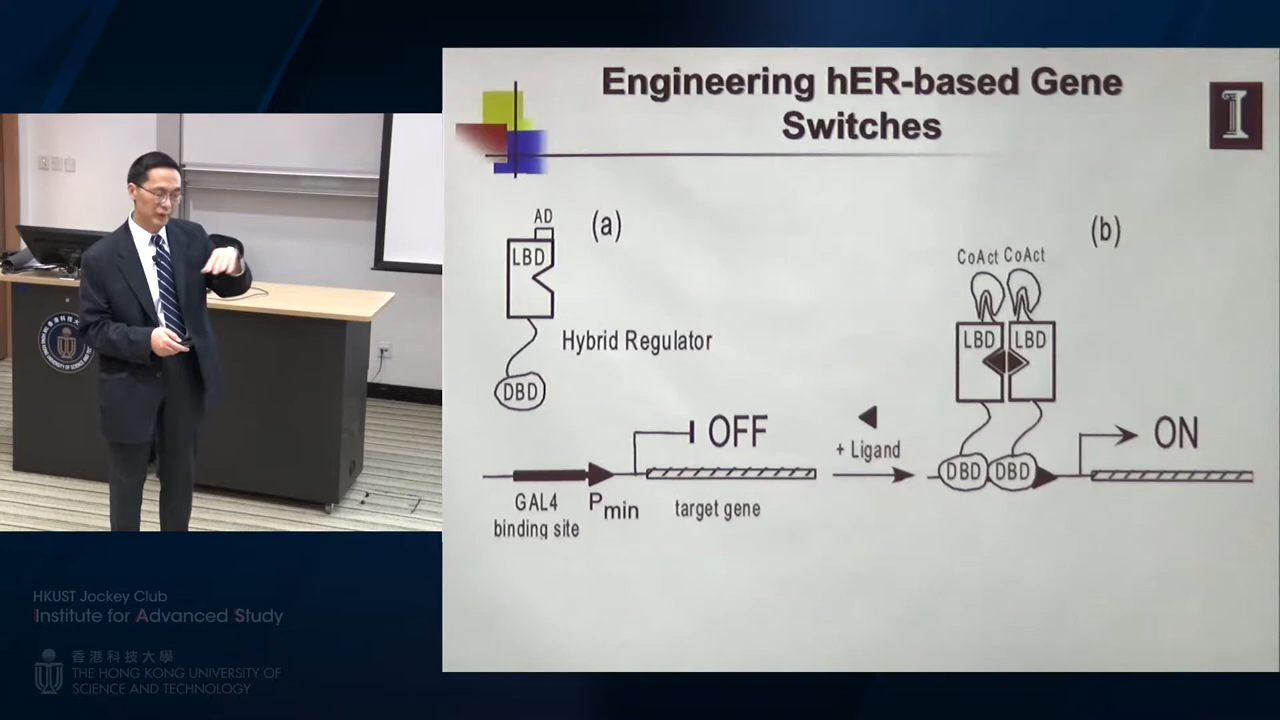 Engineering hER-based Gene
Switches
AD
(a)
LBD
Hybrid Regulator
DBD
OFF
GAL4
binding site
Pmin
target gene
+ Ligand
(b)
CoAct CoAct
LBD LBD
DBD DBD
ON
HKUST Jockey Club
Institute for Advanced Study
香港科技大學
THE HONG KONG UNIVERSITY OF
SCIENCE AND TECHNOLOGY